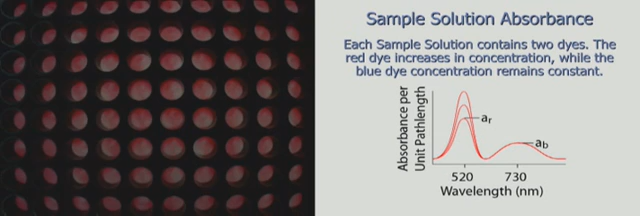 Sample Solution Absorbance
Each Sample Solution contains two dyes. The
red dye increases in concentration, while the
blue dye concentration remains constant.
Absorbance per
Unit Pathlength
ar
ab
520 730
Wavelength (nm)